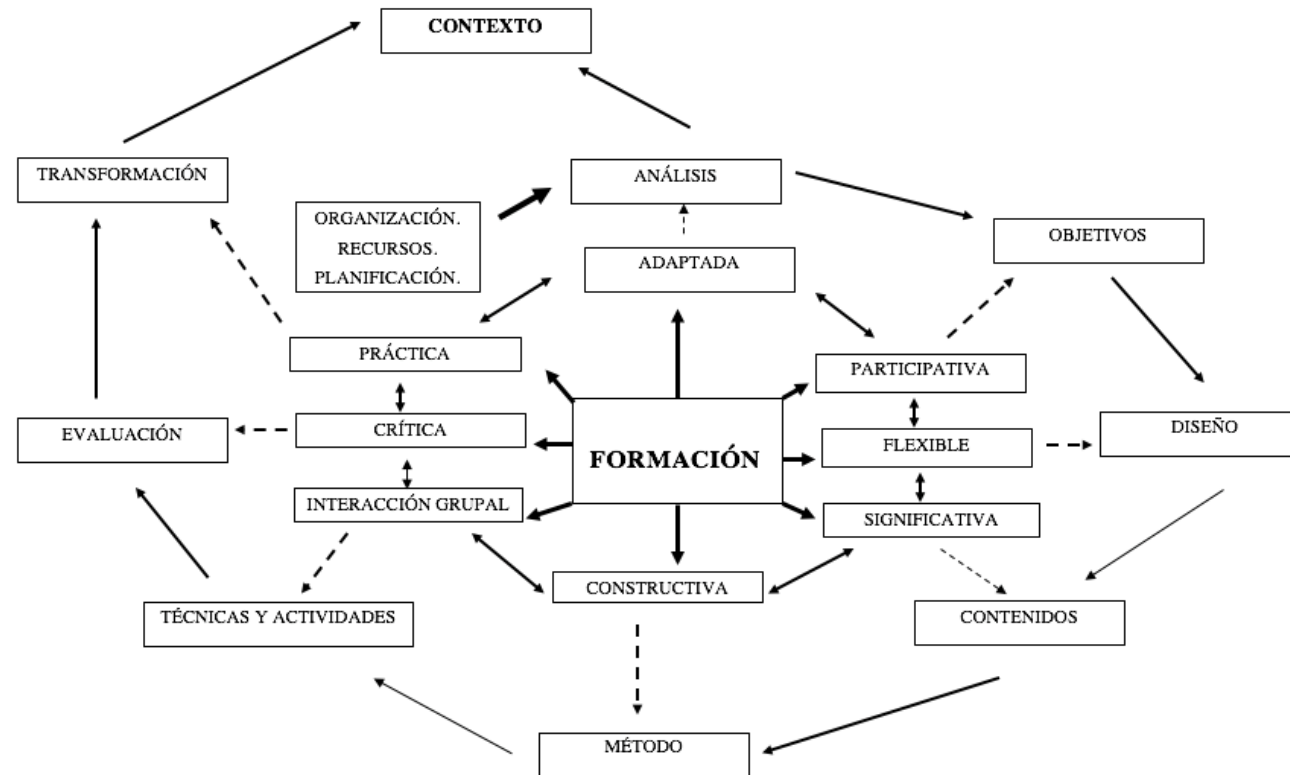 CONTEXTO
TRANSFORMACIÓN
ANÁLISIS
ORGANIZACIÓN.
RECURSOS.
PLANIFICACIÓN.
OBJETIVOS
ADAPTADA
PRÁCTICA
PARTICIPATIVA
EVALUACIÓN
CRÍTICA
FORMACIÓN
FLEXIBLE
DISEÑO
INTERACCIÓN GRUPAL
SIGNIFICATIVA
CONSTRUCTIVA
TÉCNICAS Y ACTIVIDADES
CONTENIDOS
MÉTODO